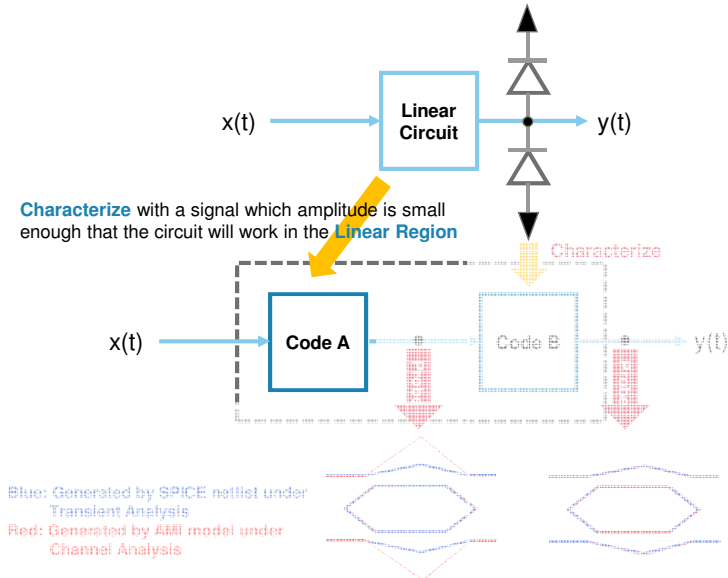 Linear
Circuit
x(t)
y(t)
Characterize with a signal which amplitude is small
enough that the circuit will work in the Linear Region
Characterize
Code A
Code B
x(t)
y(t)
Blue: Generated by SPICE netlist under
Transient Analysis
Red: Generated by AMI model under
Channel Analysis